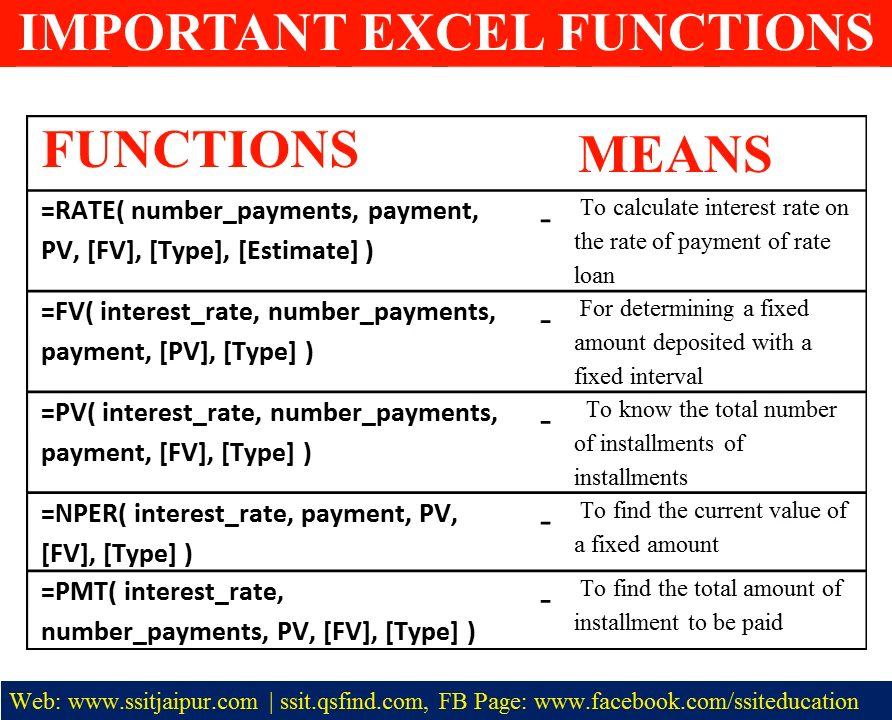 IMPORTANT EXCEL FUNCTIONS
FUNCTIONS
MEANS
=RATE( number_payments, payment,
PV, [FV], [Type], [Estimate] )
- To calculate interest rate on
the rate of payment of rate
loan
=FV( interest_rate, number_payments,
payment, [PV], [Type] )
- For determining a fixed
amount deposited with a
fixed interval
=PV( interest_rate, number_payments,
payment, [FV], [Type] )
- To know the total number
of installments of
installments
=NPER( interest_rate, payment, PV,
[FV], [Type] )
- To find the current value of
a fixed amount
=PMT( interest_rate,
number_payments, PV, [FV], [Type] )
- To find the total amount of
installment to be paid
Web: www.ssitjaipur.com | ssit.qsfind.com, FB Page: www.facebook.com/ssiteducation